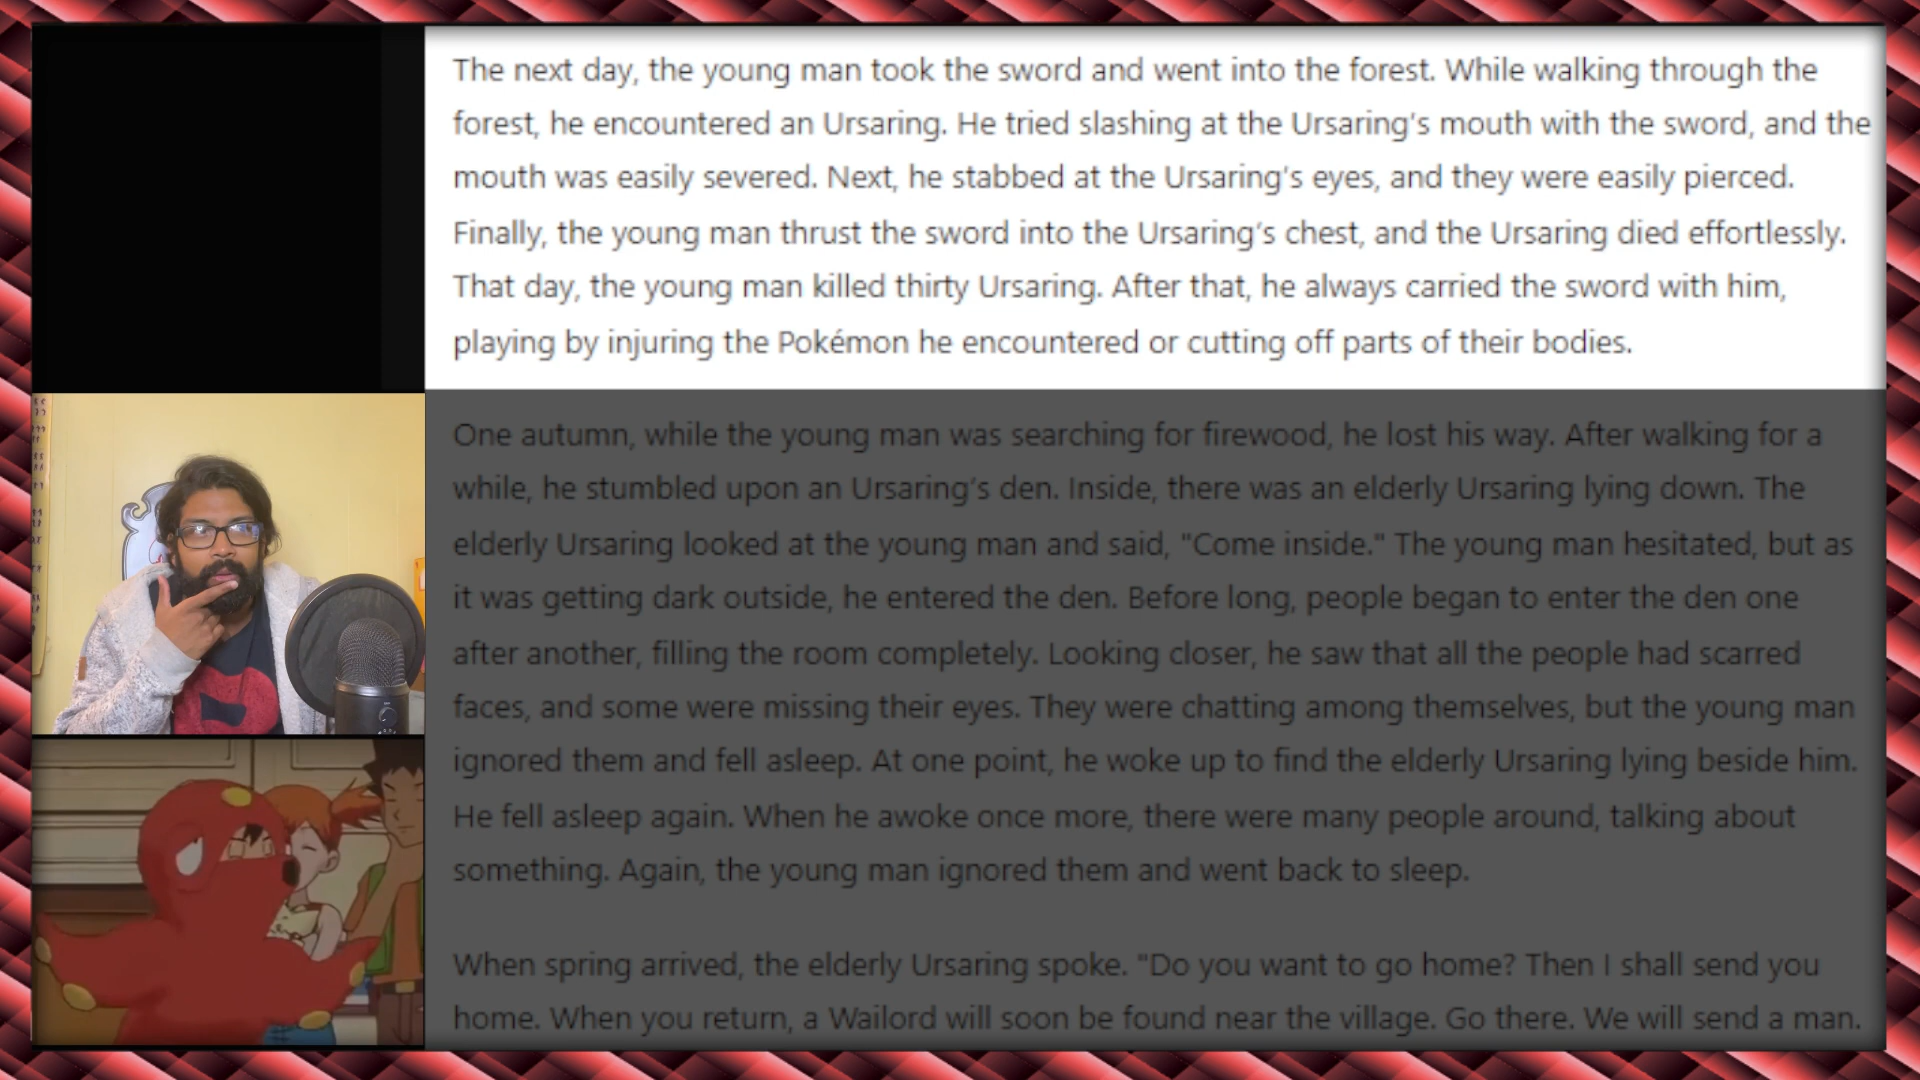 The next day, the young man took the sword and went into the forest. While walking through the
forest, he encountered an Ursaring. He tried slashing at the Ursaring's mouth with the sword, and the
mouth was easily severed. Next, he stabbed at the Ursaring's eyes, and they were easily pierced.
Finally, the young man thrust the sword into the Ursaring's chest, and the Ursaring died effortlessly.
That day, the young man killed thirty Ursaring. After that, he always carried the sword with him,
playing by injuring the Pokémon he encountered or cutting off parts of their bodies.
One autumn, while the young man was searching for firewood, he lost his way. After walking for a
while, he stumbled upon an Ursaring's den. Inside, there was an elderly Ursaring lying down. The
elderly Ursaring looked at the young man and said, "Come inside." The young man hesitated, but as
it was getting dark outside, he entered the den. Before long, people began to enter the den one
after another, filling the room completely. Looking closer, he saw that all the people had scarred
faces, and some were missing their eyes. They were chatting among themselves, but the young man
ignored them and fell asleep. At one point, he woke up to find the elderly Ursaring lying beside him.
He fell asleep again. When he awoke once more, there were many people around, talking about
something. Again, the young man ignored them and went back to sleep.
When spring arrived, the elderly Ursaring spoke. "Do you want to go home? Then I shall send you
home. When you return, a Wailord will soon be found near the village. Go there. We will send a man.